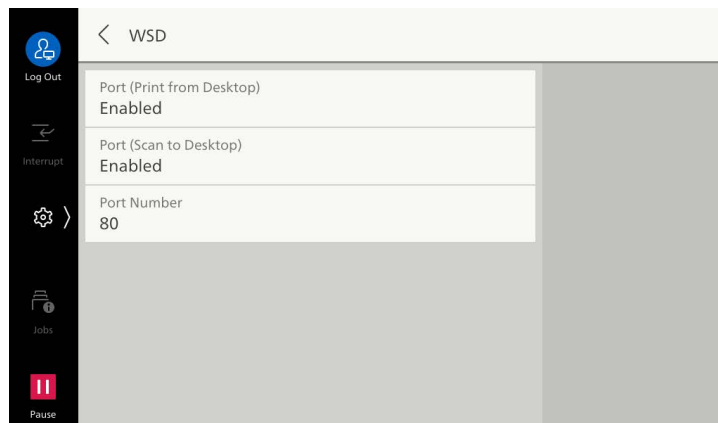 WSD
Log Out
Port (Print from Desktop)
Enabled
Port (Scan to Desktop)
Enabled
Interrupt
Port Number
80
Jobs
Pause